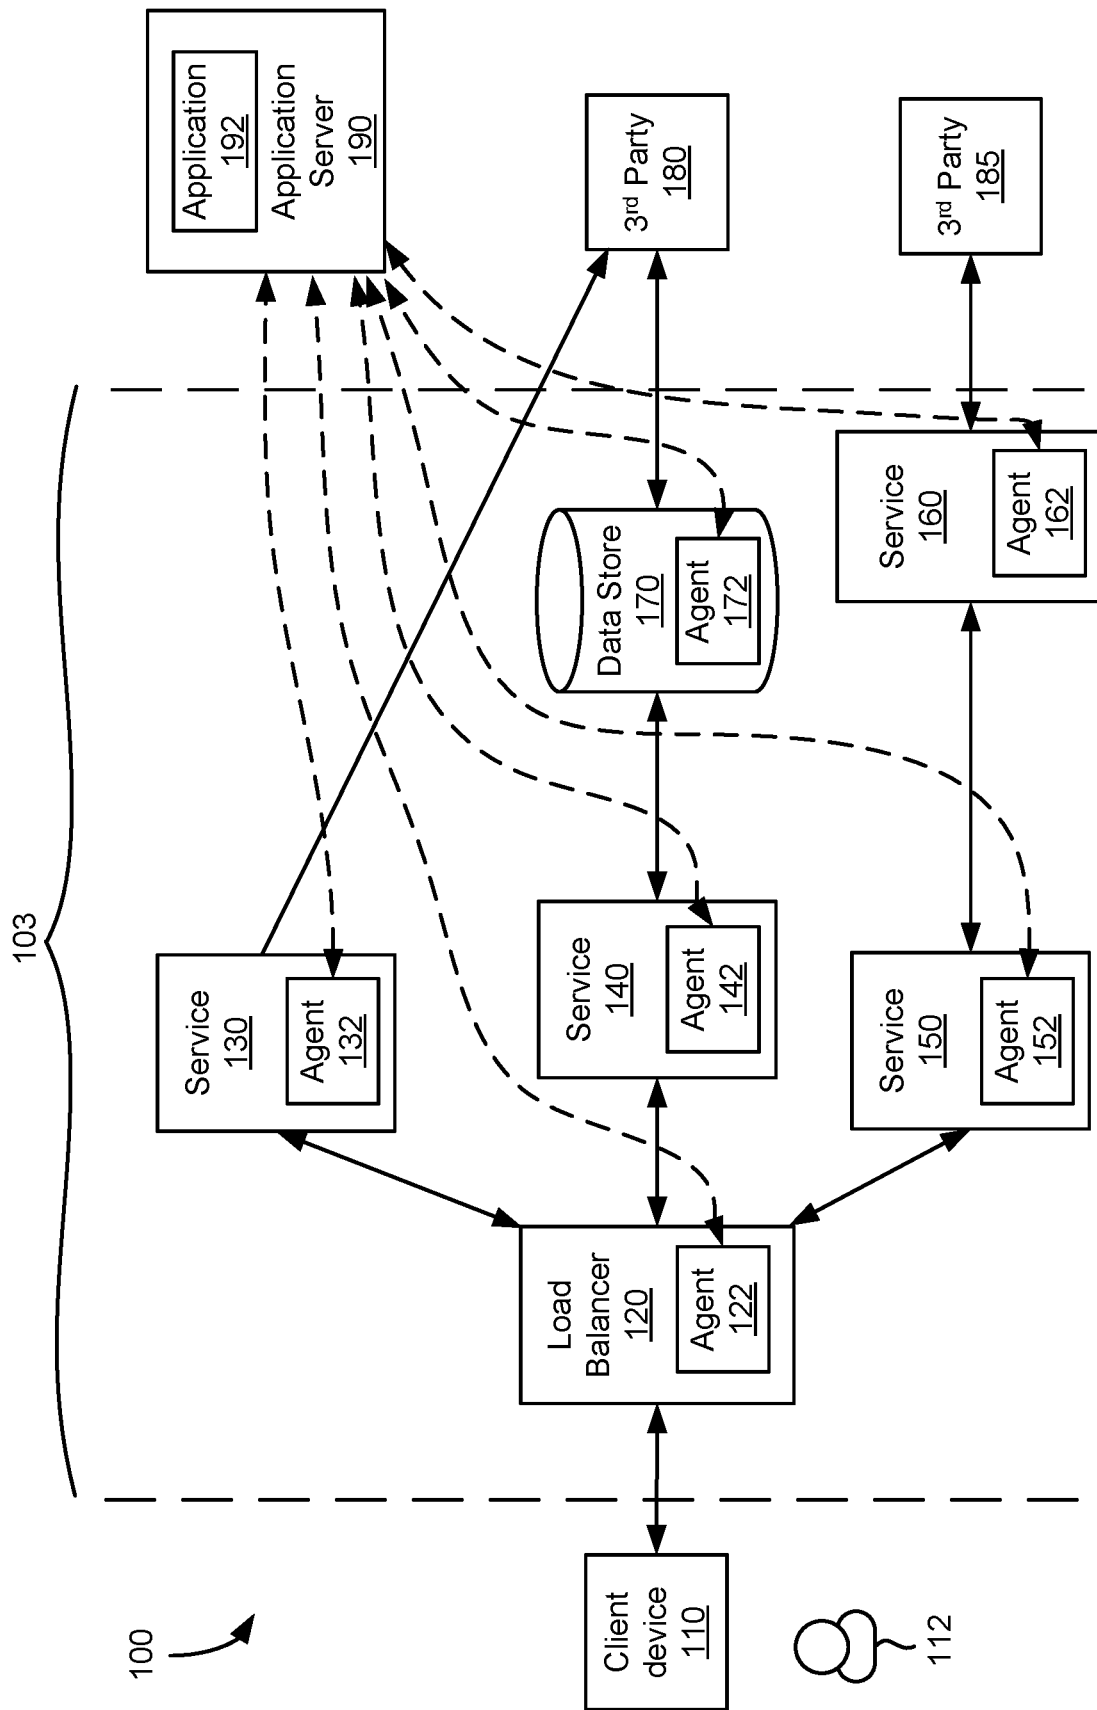 100
103
Client
device
110
112
Load
Balancer
120
Agent
122
Service
130
Agent
132
Service
140
Agent
142
Service
150
Agent
152
Data Store
170
Agent
172
Service
160
Agent
162
Application
192
Application
Server
190
3rd Party
180
3rd Party
185